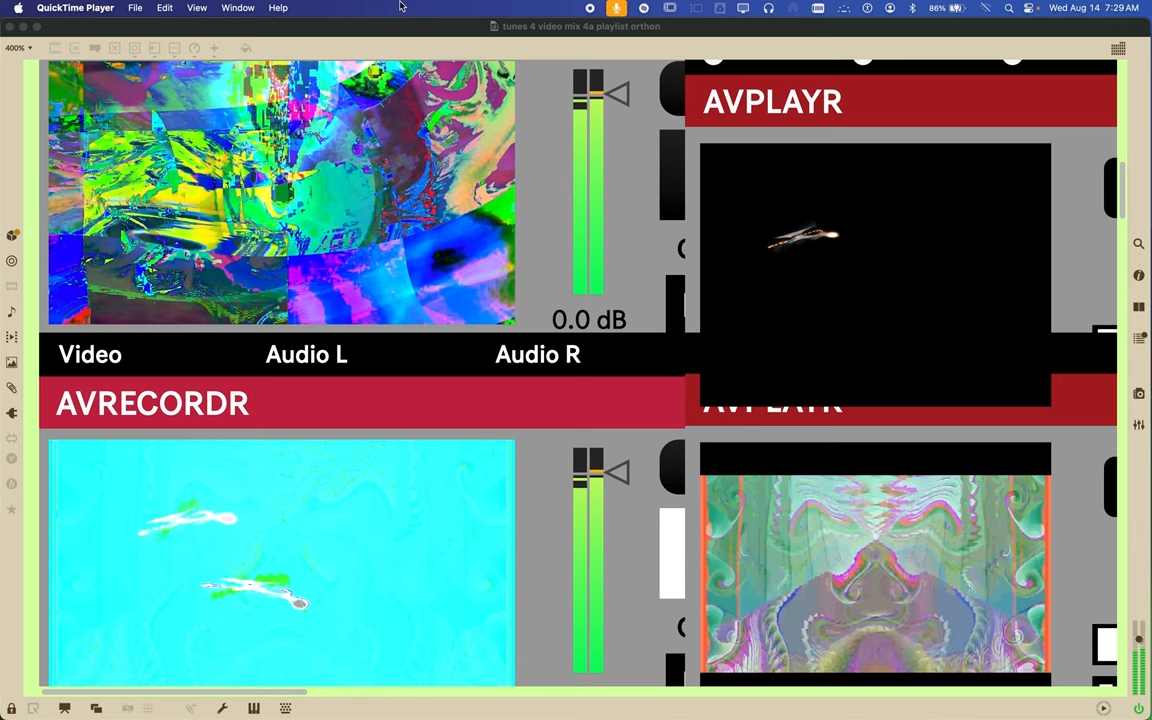 QuickTime Player File Edit View Window Help 86% Wed Aug 14 7:29 AM
tunes 4 video mix 4a playlist orthon
400%
AVPLAYR
0.0 dB
Video Audio L Audio R
AVRECORDR
AVPLAYR